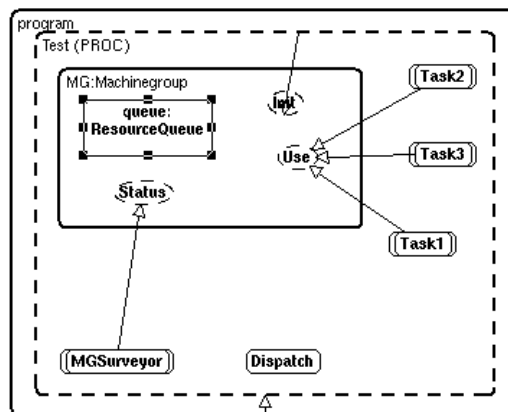 program
Test (PROC)
MG:Machinegroup
Task2
queue:
ResourceQueue
Init
Use
Task3
Status
Task1
MGSurveyor
Dispatch